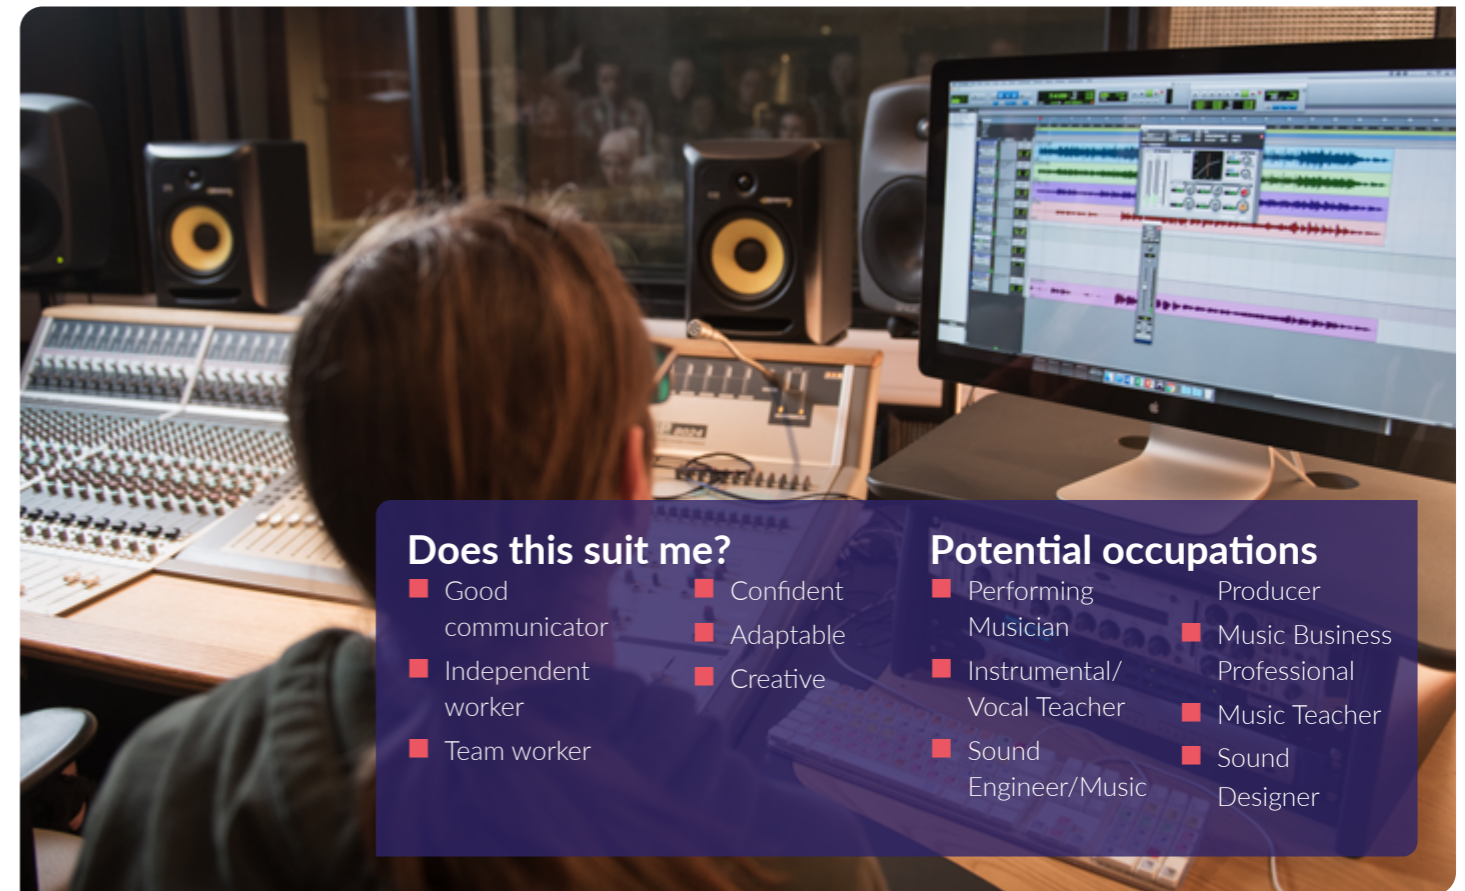 Does this suit me?
Good
communicator
Independent
worker
Team worker
Confident
Adaptable
Creative
Potential occupations
Performing
Musician
Instrumental/
Vocal Teacher
Sound
Engineer/Music
Producer
Music Business
Professional
Music Teacher
Sound
Designer